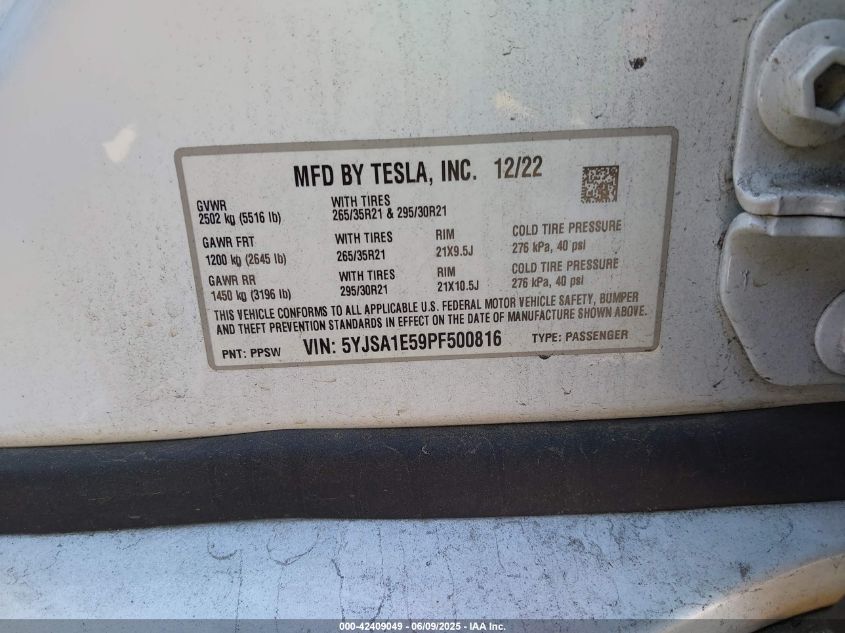 MFD BY TESLA, INC. 12/22
GVWR
2502 kg (5516 lb)
WITH TIRES
265/35R21 & 295/30R21
GAWR FRT
1200 kg (2645 lb)
WITH TIRES
265/35R21
RIM
21X9.5J
COLD TIRE PRESSURE
276 kPa, 40 psi
GAWR RR
1450 kg (3196 lb)
WITH TIRES
295/30R21
RIM
21X10.5J
COLD TIRE PRESSURE
276 kPa, 40 psi
THIS VEHICLE CONFORMS TO ALL APPLICABLE U.S. FEDERAL MOTOR VEHICLE SAFETY, BUMPER
AND THEFT PREVENTION STANDARDS IN EFFECT ON THE DATE OF MANUFACTURE SHOWN ABOVE.
PNT: PPSW VIN: 5YJSA1E59PF500816 TYPE: PASSENGER
000-42409049 - 06/09/2025 - IAA Inc.